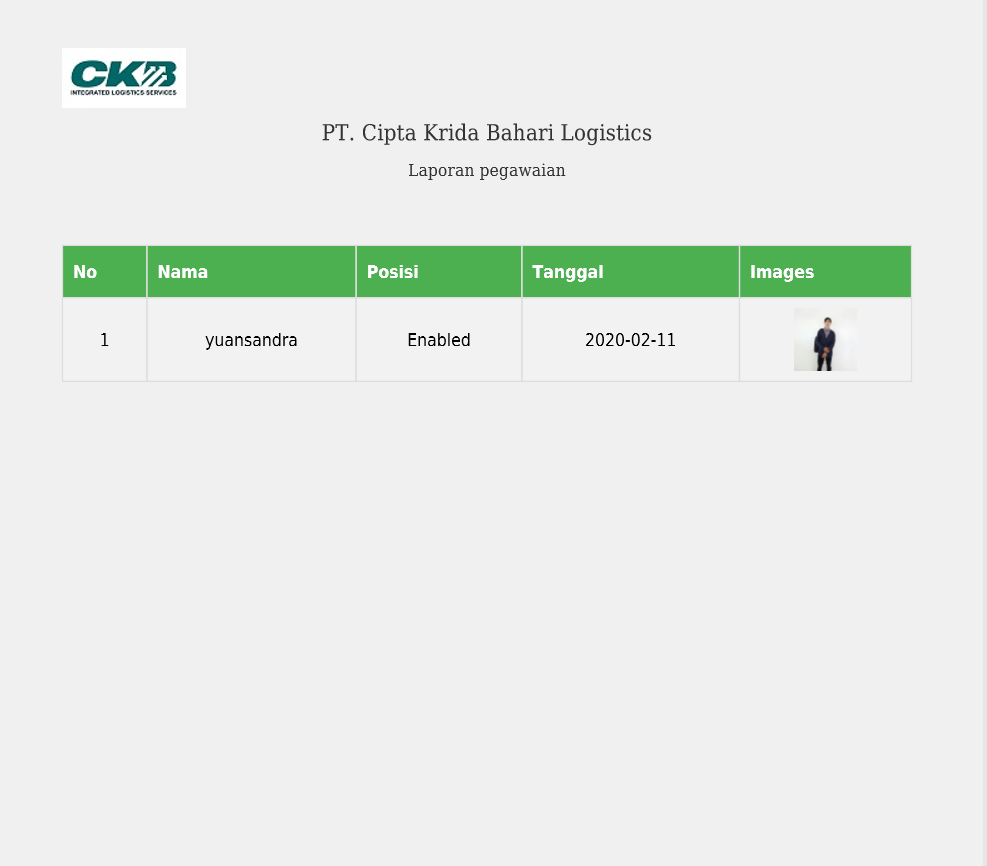 CKB
INTEGRATED LOGISTICS SERVICES
PT. Cipta Krida Bahari Logistics
Laporan pegawaian
No Nama Posisi Tanggal Images
1 yuansandra Enabled 2020-02-11